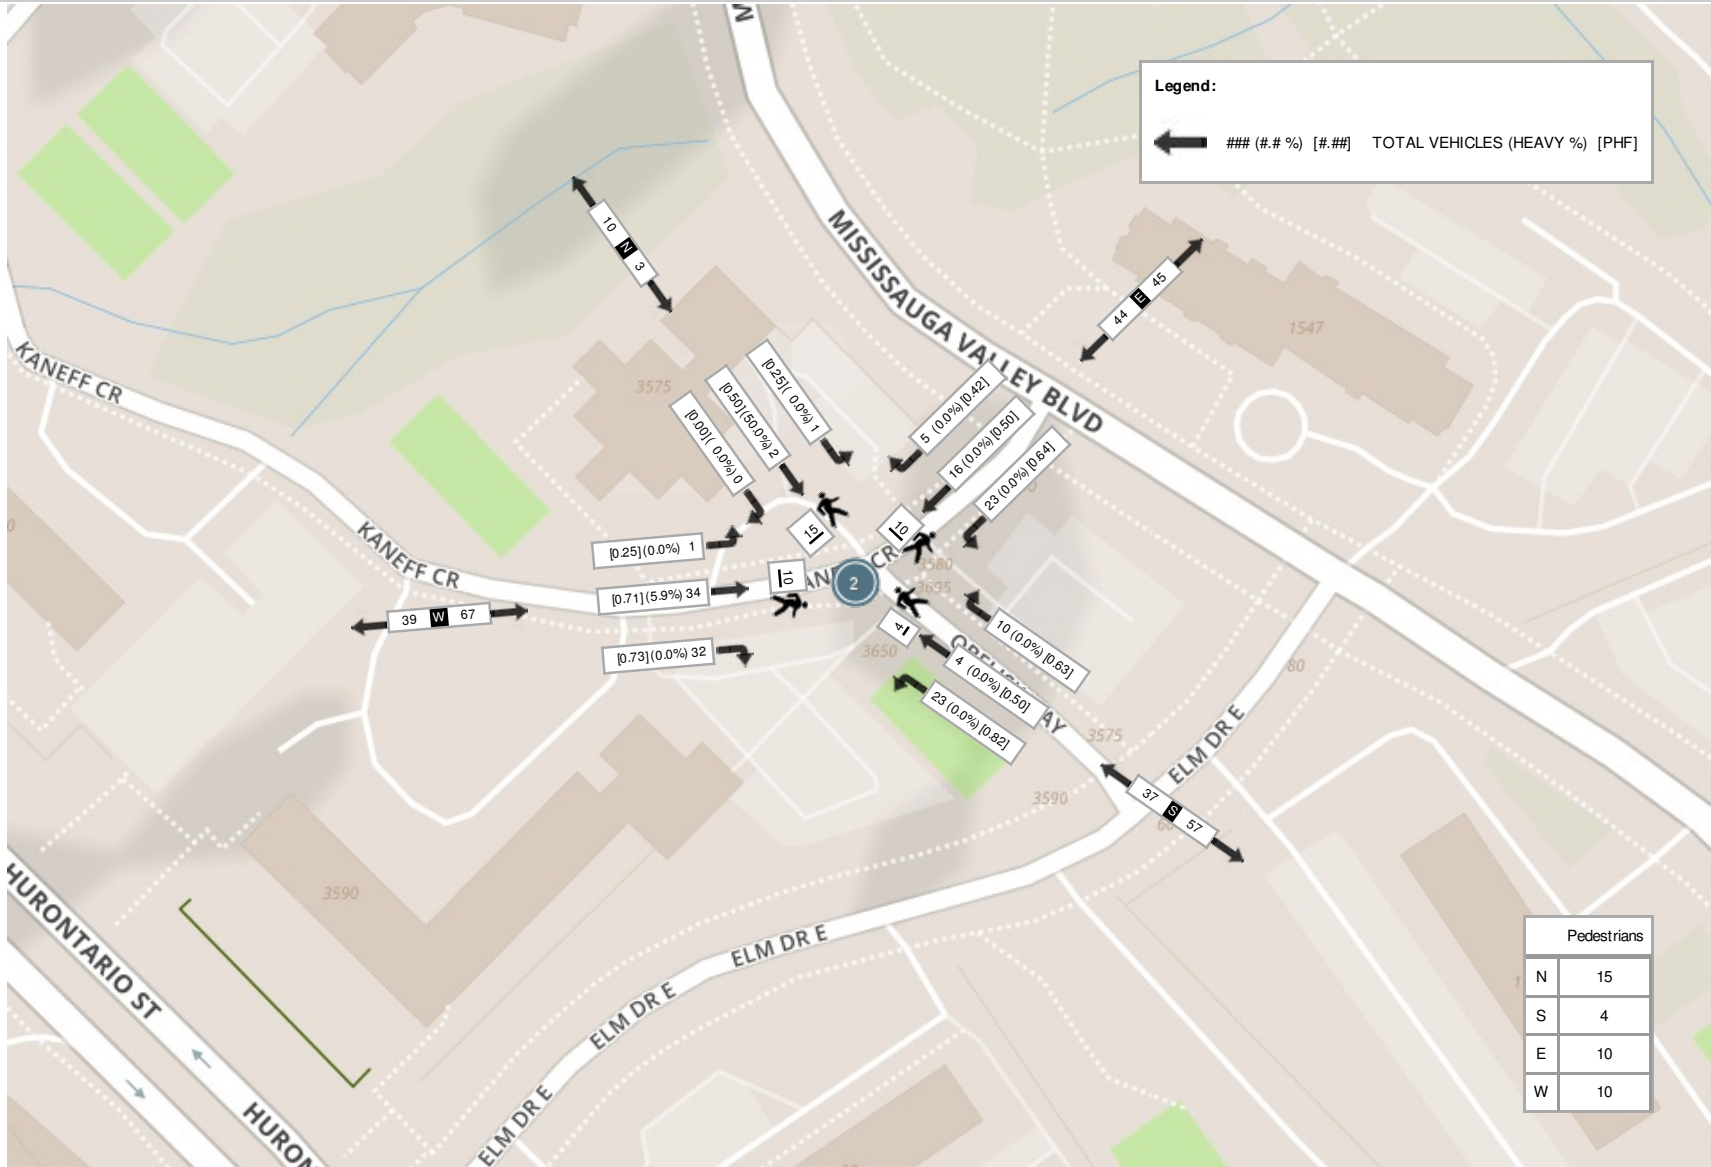 Legend:
### (#.# %) [#.##] TOTAL VEHICLES (HEAVY %) [PHF]
MISSISSAUGA VALLEY BLVD
10 N 3
44 E 45
1547
KANEFF CR
3575
[0.25] ( 0.0%) 1
[0.50] (50.0%) 2
[0.00] ( 0.0%) 0
5 (0.0%) [0.42]
16 (0.0%) [0.50]
23 (0.0%) [0.64]
KANEFF CR
[0.25] (0.0%) 1
[0.71] (5.9%) 34
[0.73] (0.0%) 32
15
10
10
4
2
3580
3695
3650
39 W 67
10 (0.0%) [0.63]
4 (0.0%) [0.50]
23 (0.0%) [0.82]
80
3575
ELM DR E
3590
37 S 57
3590
HURONTARIO ST
ELM DR E
ELM DR E
ELM DR E
Pedestrians
N 15
S 4
E 10
W 10